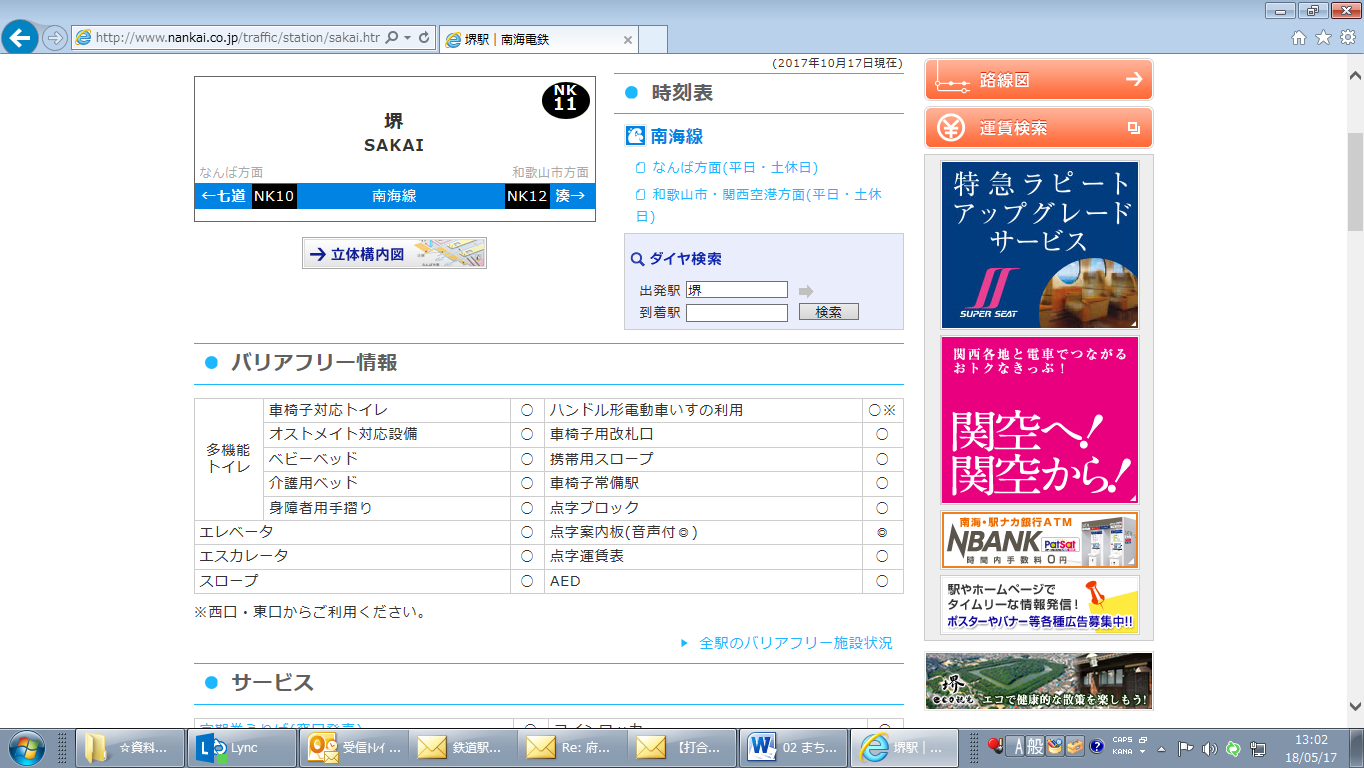 http://www.nankai.co.jp/traffic/station/sakai.htr
堺駅 | 南海電鉄
(2017年10月17日現在)
NK
11
堺
SAKAI
なんば方面
和歌山市方面
←七道 NK10 南海線 NK12 湊→
→立体構内図
時刻表
南海線
なんば方面(平日・土休日)
和歌山市・関西空港方面(平日・土休
日)
ダイヤ検索
出発駅 堺
到着駅 検索
バリアフリー情報
多機能
トイレ
車椅子対応トイレ ○ ハンドル形電動車いすの利用 ○※
オストメイト対応設備 ○ 車椅子用改札口 ○
ベビーベッド ○ 携帯用スロープ ○
介護用ベッド ○ 車椅子常備駅 ○
身障者用手摺り ○ 点字ブロック ○
エレベータ ○ 点字案内板(音声付◎) ◎
エスカレータ ○ 点字運賃表 ○
スロープ ○ AED ○
※西口・東口からご利用ください。
全駅のバリアフリー施設状況
サービス
路線図
運賃検索
特急ラピート
アップグレード
サービス
SUPER SEAT
関西各地と電車でつながる
おトクなきっぷ！
関空へ!
関空から!
南海・駅ナカ銀行ATM
NBANK PatSat
時間内手数料0円
駅やホームページで
タイムリーな情報発信！
ポスターやバナー等各種広告募集中!!
堺
エコで健康的な散策を楽しもう!
☆資料...
Lync
受信トレイ ...
鉄道駅...
Re: 府...
【打合...
02 まち...
堺駅 | ...
A 般
CAPS
KANA
13:02
18/05/17